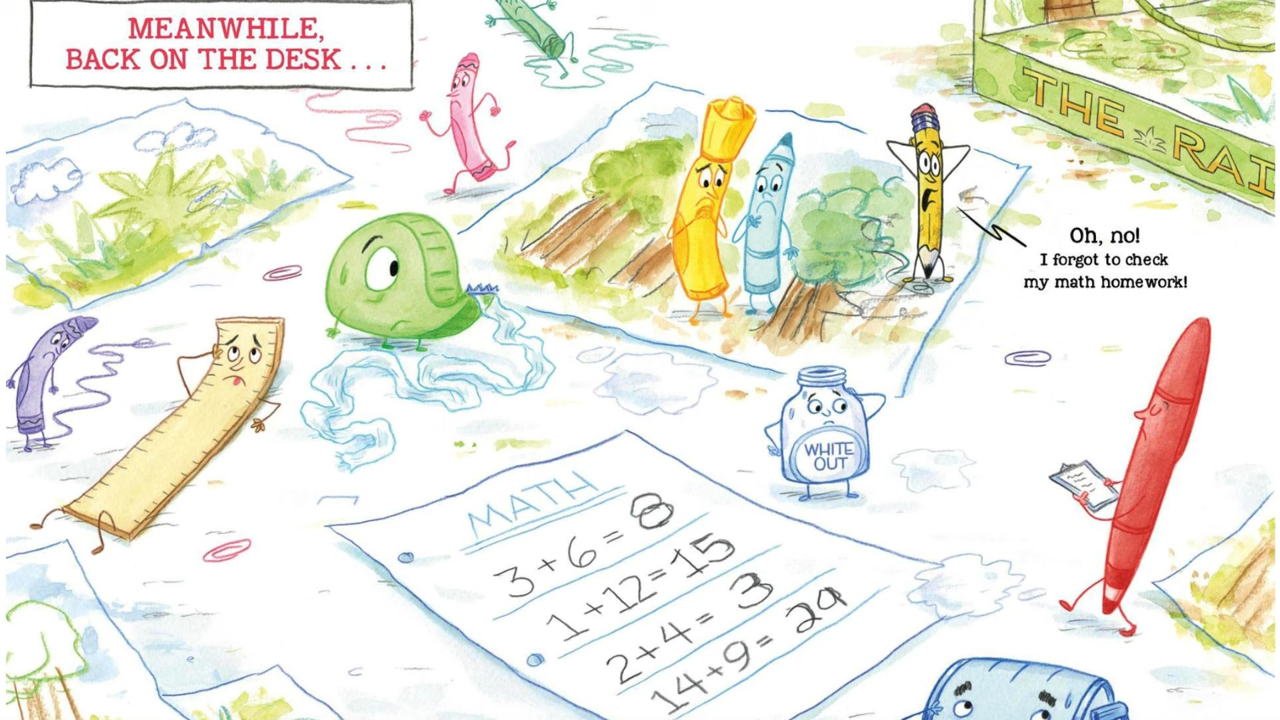 MEANWHILE,
BACK ON THE DESK . . .
THE RAI
Oh, no!
I forgot to check
my math homework!
WHITE
OUT
MATH
3+6=8
1+12=15
2+4=3
14+9=29